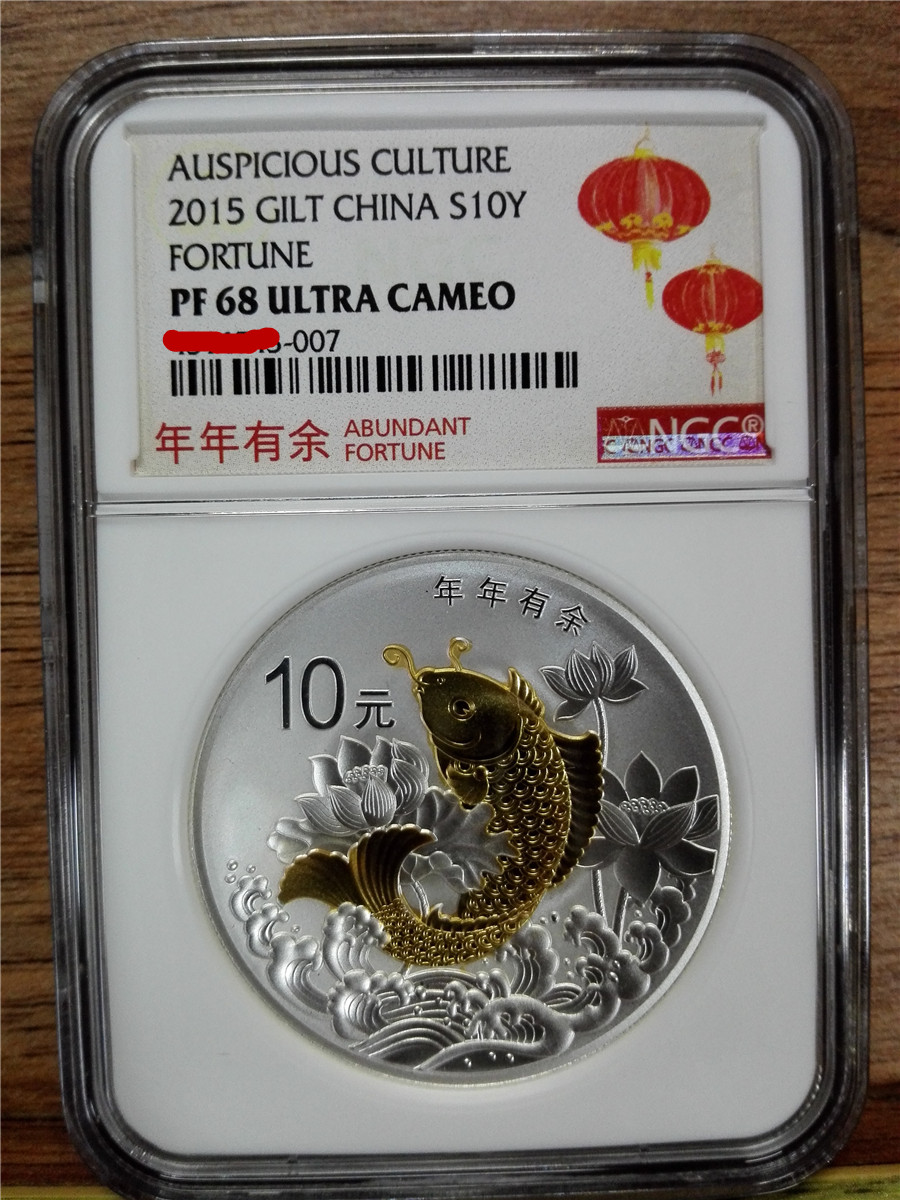 AUSPICIOUS CULTURE
2015 GILT CHINA S10Y
FORTUNE
PF 68 ULTRA CAMEO
-007
年年有余
ABUNDANT
FORTUNE
NGC®
年年有余
10元